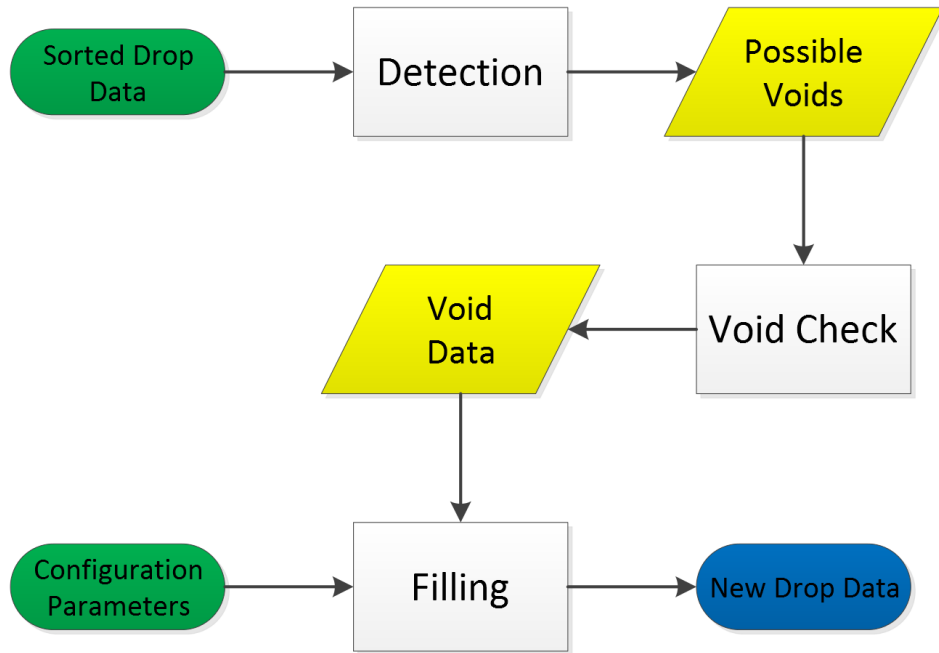 Sorted Drop
Data
Detection
Possible
Voids
Void
Data
Void Check
Configuration
Parameters
Filling
New Drop Data